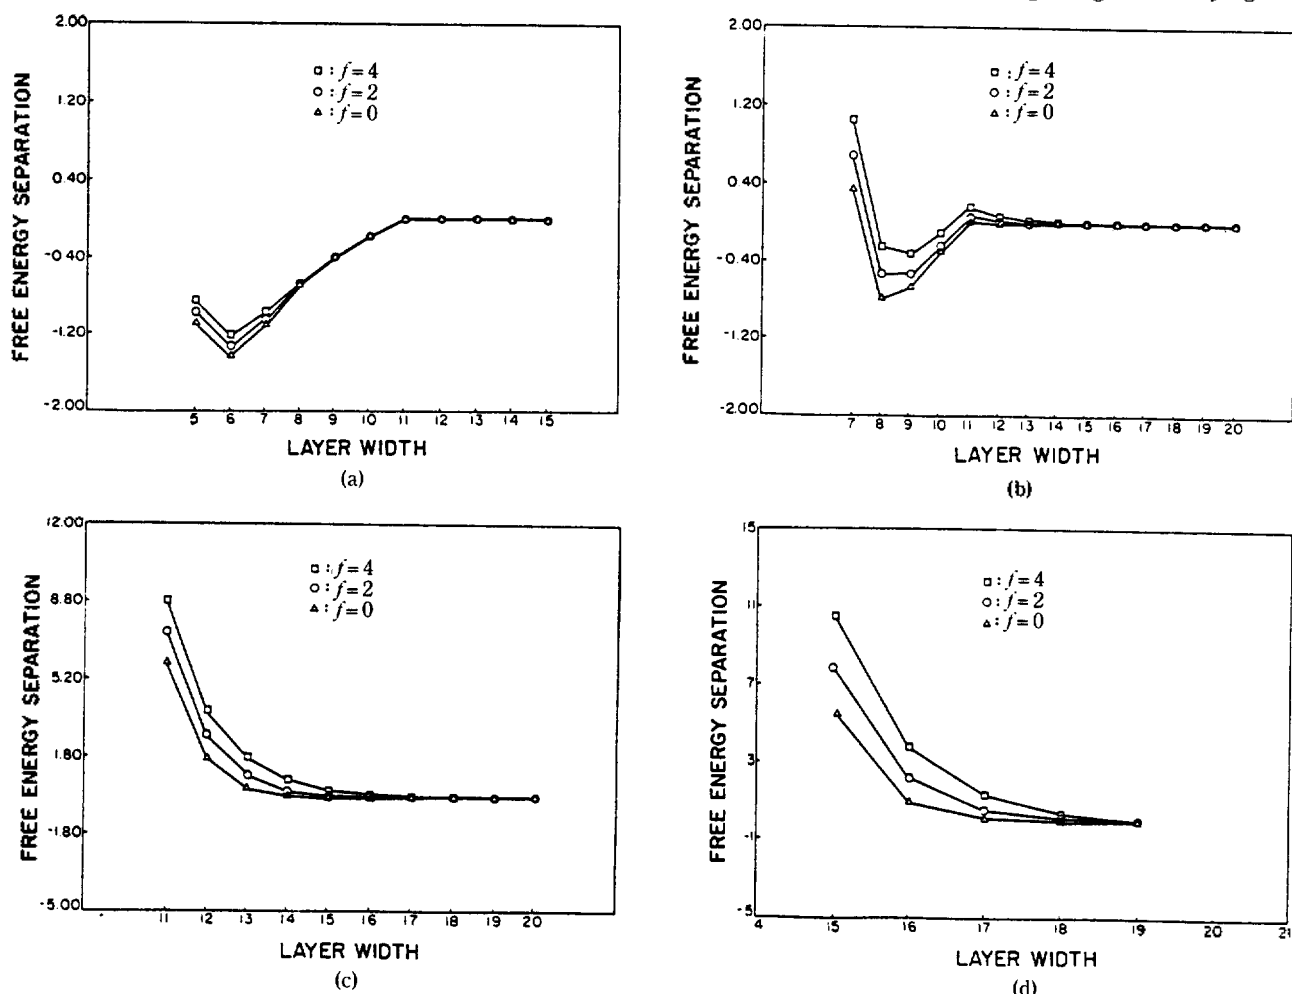 2.00
1.20
0.40
-0.40
-1.20
-2.00
FREE ENERGY SEPARATION
□ : f=4
○ : f=2
△ : f=0
5 6 7 8 9 10 11 12 13 14 15
LAYER WIDTH
(a)
2.00
1.20
0.40
-0.40
-1.20
-2.00
FREE ENERGY SEPARATION
□ : f=4
○ : f=2
△ : f=0
7 8 9 10 11 12 13 14 15 16 17 18 19 20
LAYER WIDTH
(b)
12.00
8.80
5.20
1.80
-1.80
-5.00
FREE ENERGY SEPARATION
□ : f=4
○ : f=2
△ : f=0
11 12 13 14 15 16 17 18 19 20
LAYER WIDTH
(c)
15
11
7
3
-1
-5
FREE ENERGY SEPARATION
□ : f=4
○ : f=2
△ : f=0
4 15 16 17 18 19 20 21
LAYER WIDTH
(d)